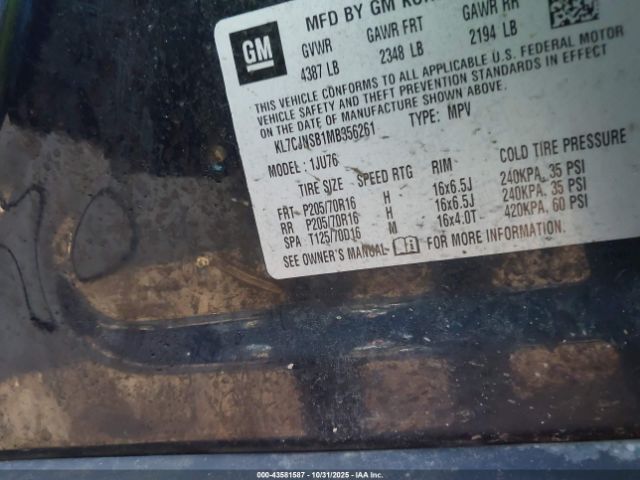 GM
MFD BY GM
GVWR GAWR FRT GAWR RR
4387 LB 2348 LB 2194 LB
THIS VEHICLE CONFORMS TO ALL APPLICABLE U.S. FEDERAL MOTOR
VEHICLE SAFETY AND THEFT PREVENTION STANDARDS IN EFFECT
ON THE DATE OF MANUFACTURE SHOWN ABOVE.
KL7CJNSB1MB356261 TYPE: MPV
MODEL: 1JU76
TIRE SIZE SPEED RTG RIM COLD TIRE PRESSURE
FRT P205/70R16 H 16x6.5J 240KPA, 35 PSI
RR P205/70R16 H 16x6.5J 240KPA, 35 PSI
SPA T125/70D16 M 16x4.0T 420KPA, 60 PSI
SEE OWNER'S MANUAL FOR MORE INFORMATION.
10
000-43581587 - 10/31/2025 - IAA Inc.